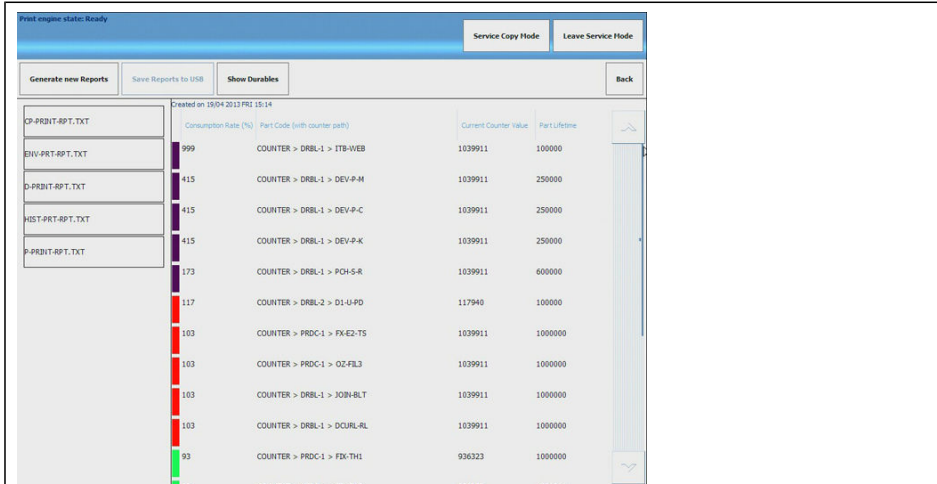 Print engine state: Ready
Service Copy Mode
Leave Service Mode
Generate new Reports
Save Reports to USB
Show Durables
Back
CP-PRINT-RPT.TXT
ENV-PRT-RPT.TXT
D-PRINT-RPT.TXT
HIST-PRT-RPT.TXT
P-PRINT-RPT.TXT
Created on 19/04 2013 FRI 15:14
Consumption Rate (%) Part Code (with counter path) Current Counter Value Part Lifetime
999 COUNTER > DRBL-1 > ITB-WEB 1039911 100000
415 COUNTER > DRBL-1 > DEV-P-M 1039911 250000
415 COUNTER > DRBL-1 > DEV-P-C 1039911 250000
415 COUNTER > DRBL-1 > DEV-P-K 1039911 250000
173 COUNTER > DRBL-1 > PCH-S-R 1039911 600000
117 COUNTER > DRBL-2 > D1-U-PD 117940 100000
103 COUNTER > PRDC-1 > FX-E2-TS 1039911 1000000
103 COUNTER > PRDC-1 > OZ-FIL3 1039911 1000000
103 COUNTER > DRBL-1 > JOIN-BLT 1039911 1000000
103 COUNTER > DRBL-1 > DCURL-RL 1039911 1000000
93 COUNTER > PRDC-1 > FIX-TH1 936323 1000000